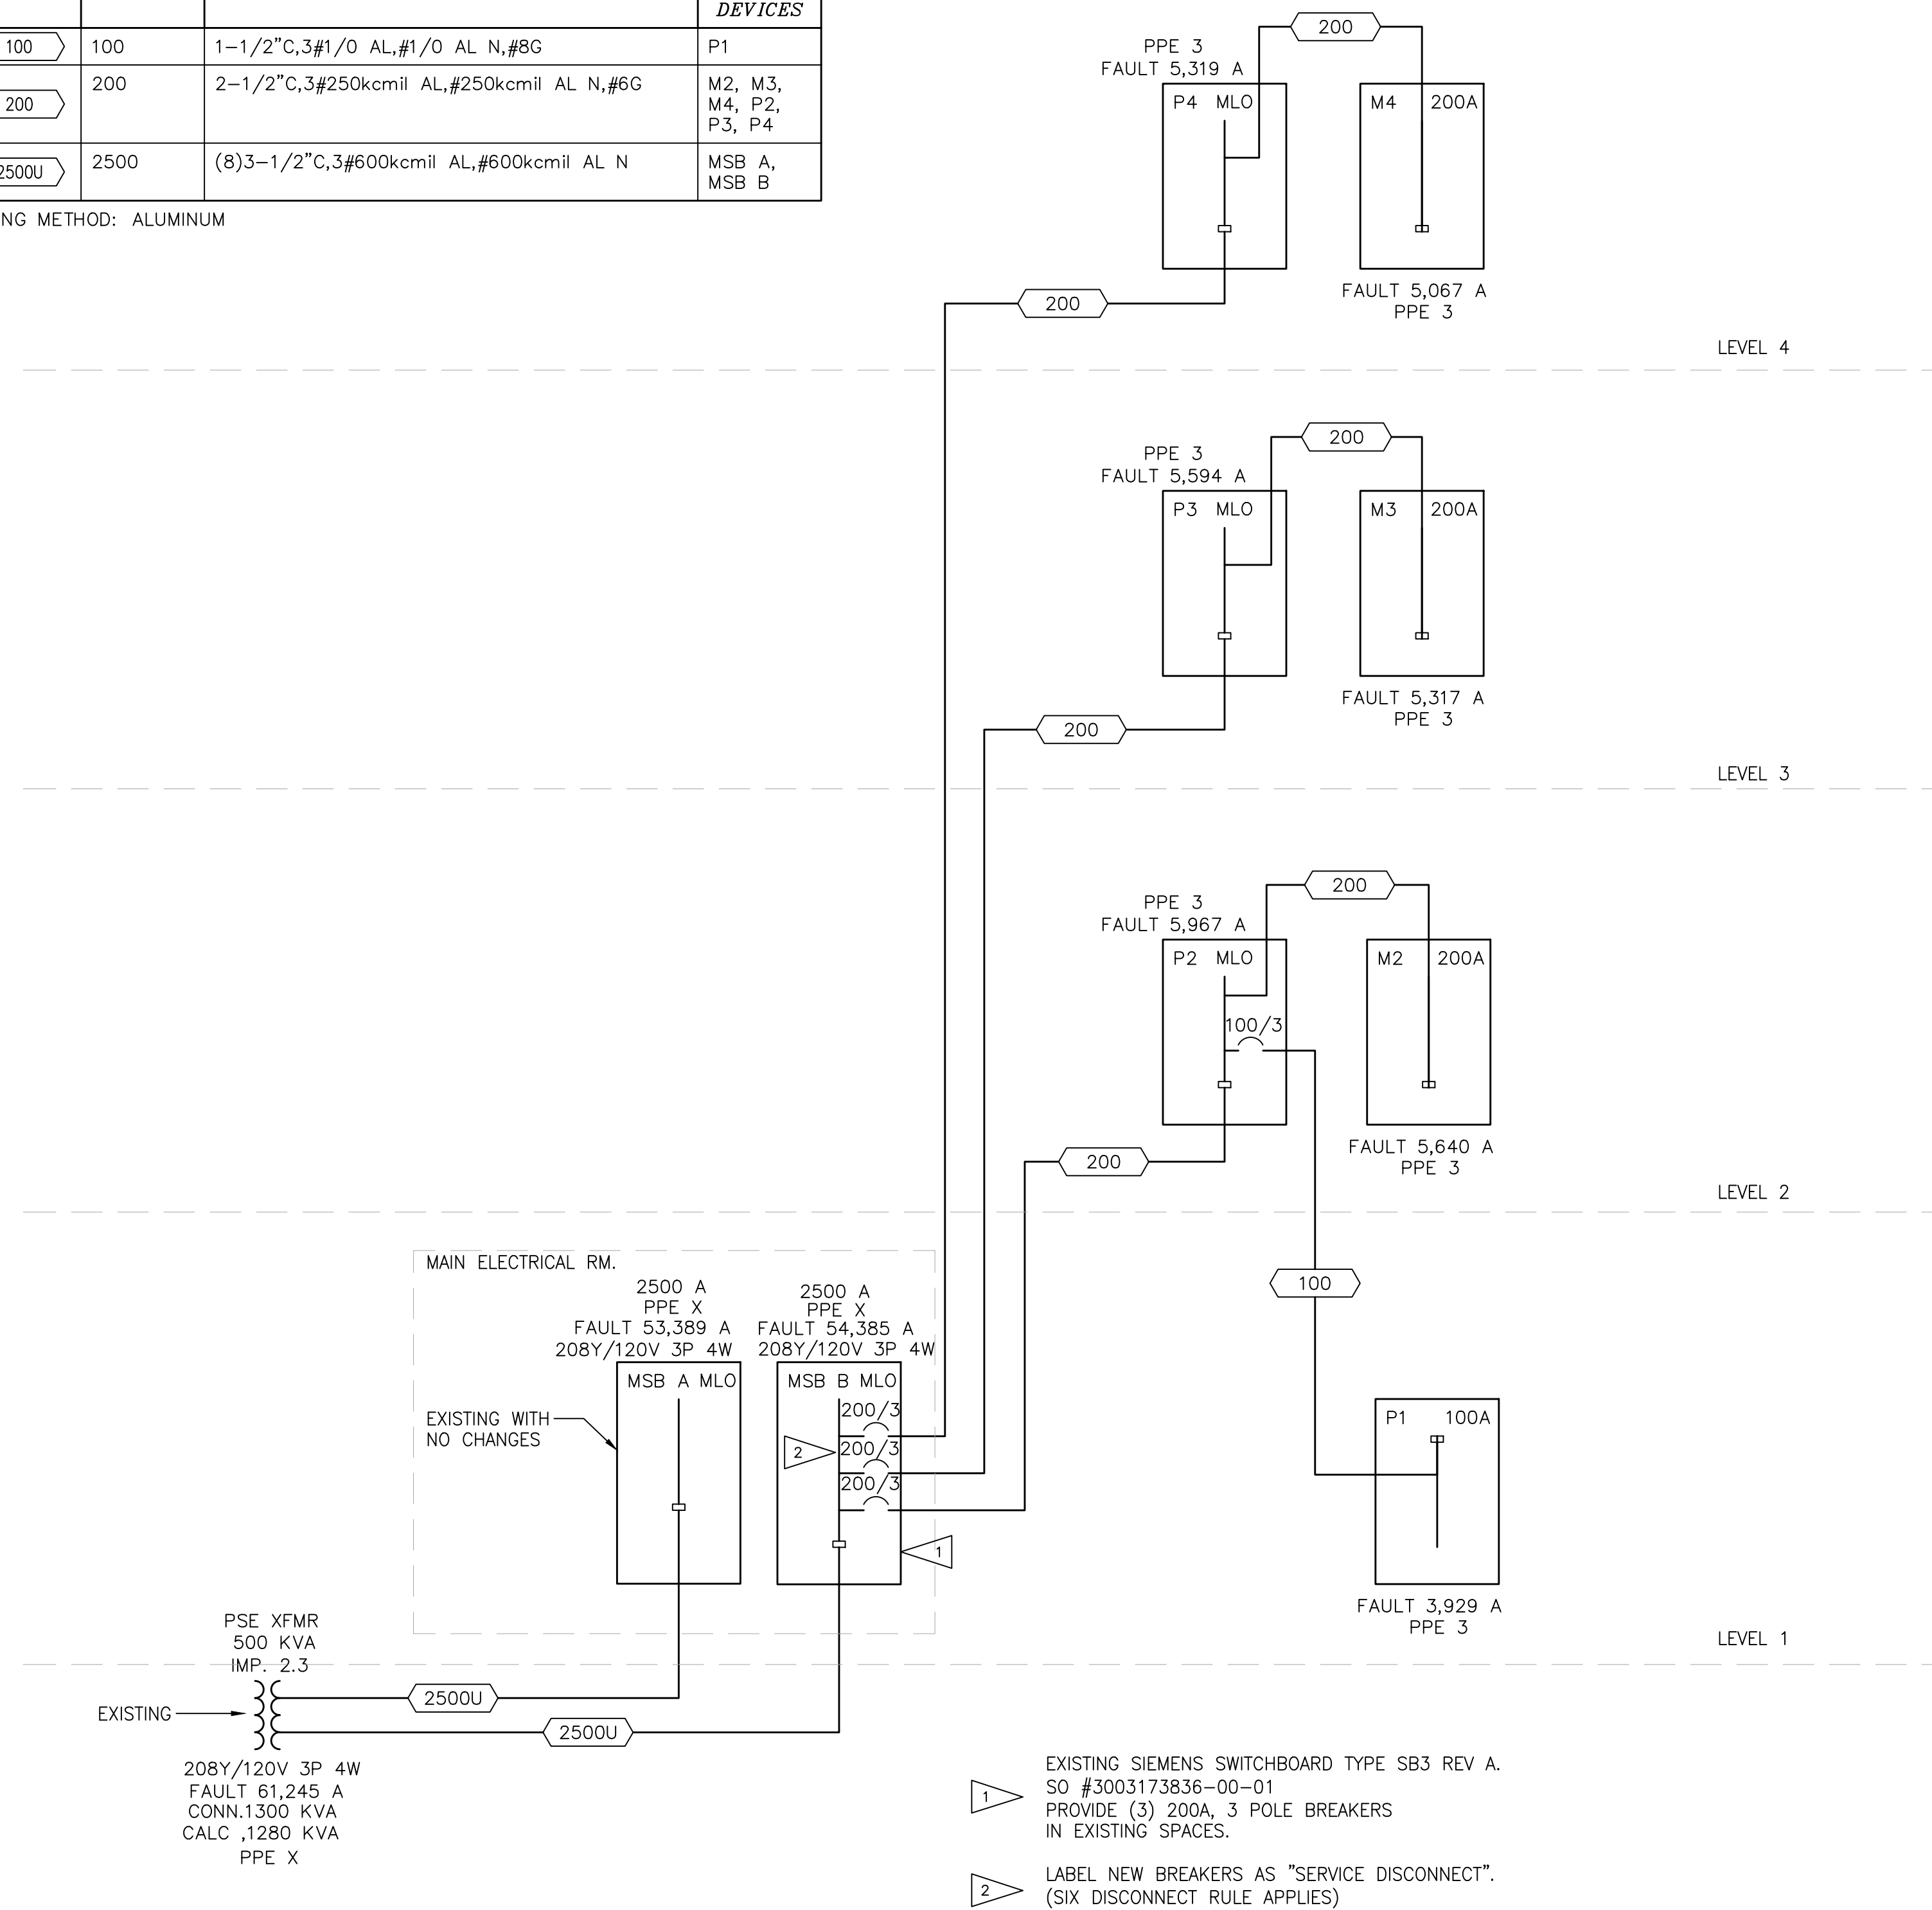 DEVICES
100 100 1-1/2"C,3#1/0 AL,#1/0 AL N,#8G P1
200 200 2-1/2"C,3#250kcmil AL,#250kcmil AL N,#6G M2, M3,
M4, P2,
P3, P4
2500U 2500 (8)3-1/2"C,3#600kcmil AL,#600kcmil AL N MSB A,
MSB B
NG METHOD: ALUMINUM
200
PPE 3
FAULT 5,319 A
P4 MLO
M4 200A
FAULT 5,067 A
PPE 3
200
LEVEL 4
200
PPE 3
FAULT 5,594 A
P3 MLO
M3 200A
FAULT 5,317 A
PPE 3
200
LEVEL 3
200
PPE 3
FAULT 5,967 A
P2 MLO
M2 200A
100/3
FAULT 5,640 A
PPE 3
200
LEVEL 2
MAIN ELECTRICAL RM.
2500 A
PPE X
FAULT 53,389 A
208Y/120V 3P 4W
MSB A MLO
2500 A
PPE X
FAULT 54,385 A
208Y/120V 3P 4W
MSB B MLO
200/3
200/3
200/3
2
1
EXISTING WITH
NO CHANGES
100
P1 100A
FAULT 3,929 A
PPE 3
LEVEL 1
PSE XFMR
500 KVA
IMP. 2.3
EXISTING
2500U
2500U
208Y/120V 3P 4W
FAULT 61,245 A
CONN.1300 KVA
CALC ,1280 KVA
PPE X
1
EXISTING SIEMENS SWITCHBOARD TYPE SB3 REV A.
SO #3003173836-00-01
PROVIDE (3) 200A, 3 POLE BREAKERS
IN EXISTING SPACES.
2
LABEL NEW BREAKERS AS "SERVICE DISCONNECT".
(SIX DISCONNECT RULE APPLIES)